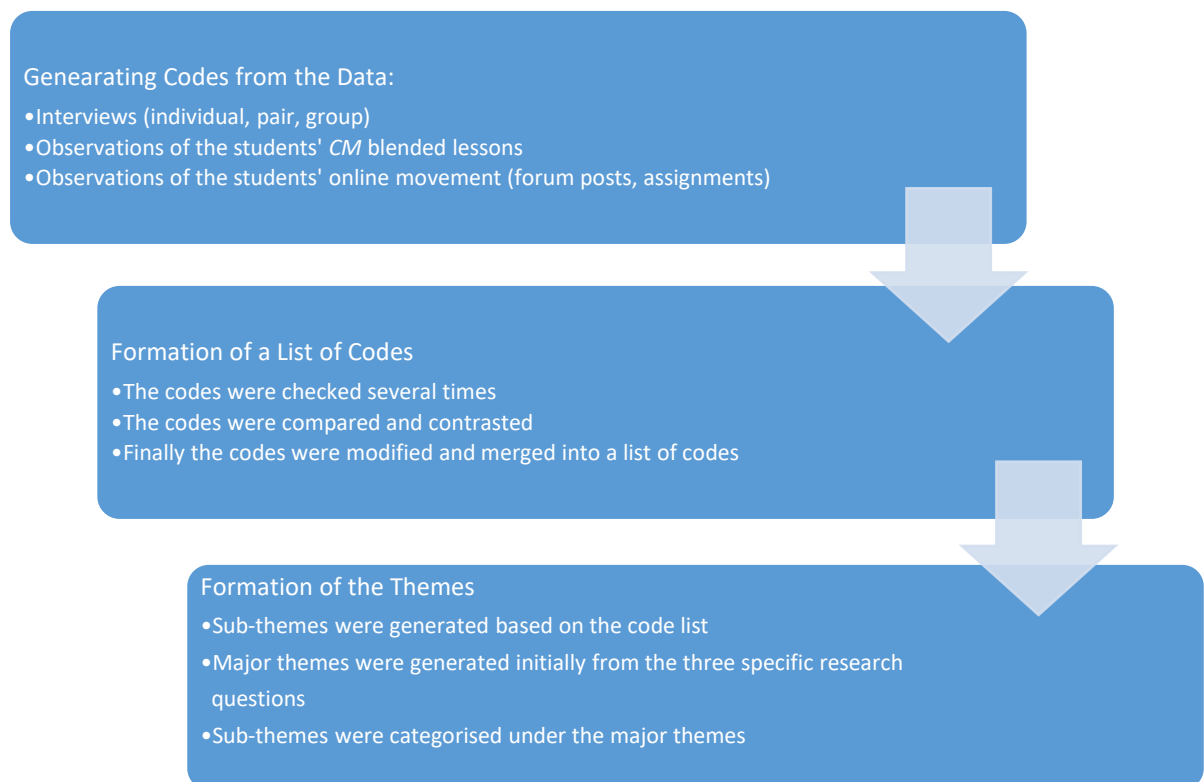 Genearating Codes from the Data:
•Interviews (individual, pair, group)
•Observations of the students' CM blended lessons
•Observations of the students' online movement (forum posts, assignments)
Formation of a List of Codes
•The codes were checked several times
•The codes were compared and contrasted
•Finally the codes were modified and merged into a list of codes
Formation of the Themes
•Sub-themes were generated based on the code list
•Major themes were generated initially from the three specific research
questions
•Sub-themes were categorised under the major themes